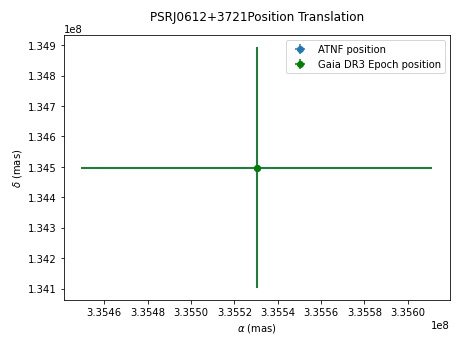 PSRJ0612+3721Position Translation
1e8
ATNF position
Gaia DR3 Epoch position
1.349
1.348
1.347
1.346
1.345
1.344
1.343
1.342
1.341
δ (mas)
3.3546 3.3548 3.3550 3.3552 3.3554 3.3556 3.3558 3.3560
α (mas)
1e8